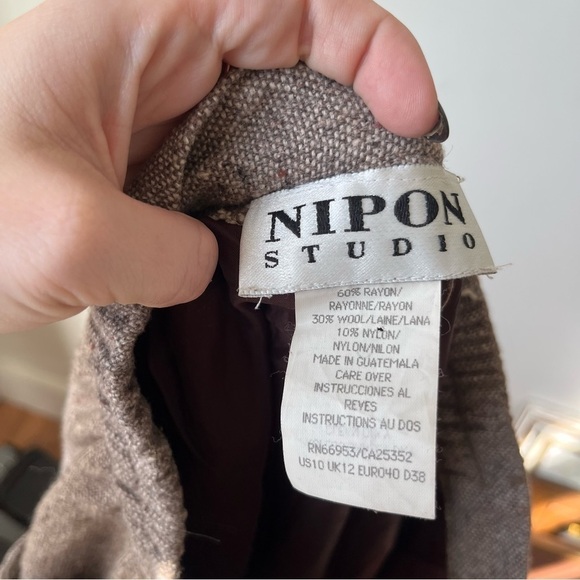 NIPON
STUDIO
60% RAYON/
RAYONNE/RAYON
30% WOOL/LAINE/LANA
10% NYLON/
NYLON/NILON
MADE IN GUATEMALA
CARE OVER
INSTRUCCIONES AL
REVES
INSTRUCTIONS AU DOS
RN66953/CA25352
US10 UK12 EURO40 D38